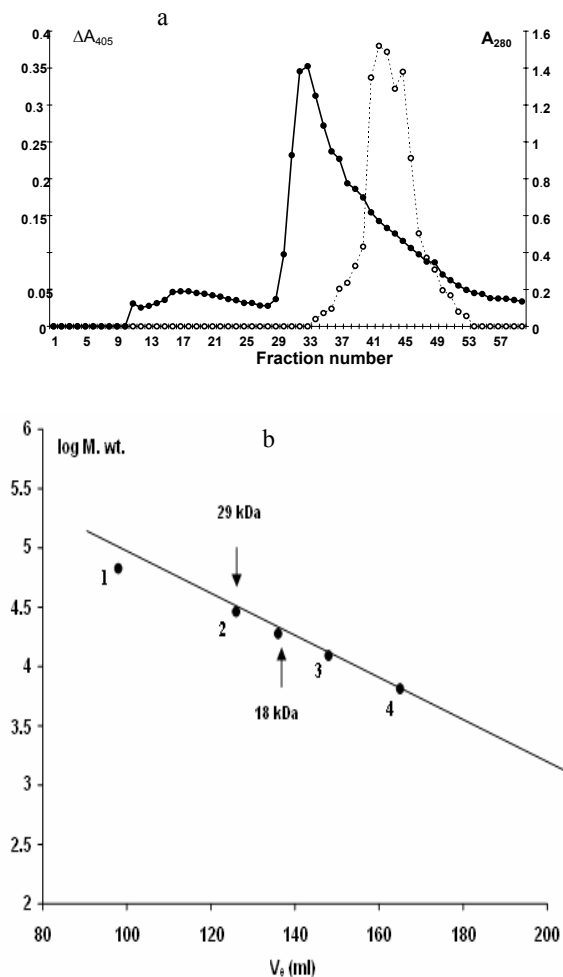 a
0.4 ΔA405 A280 1.6
0.35 1.4
0.3 1.2
0.25 1
0.2 0.8
0.15 0.6
0.4
0.05 0.2
0 0
1 5 9 13 17 21 25 29 33 37 41 45 49 53 57
Fraction number
b
6
log M. wt.
5.5
29 kDa
5
1
4.5
2
3
4
4
18 kDa
3.5
3
2.5
2
80 100 120 140 160 180 200
Ve (ml)